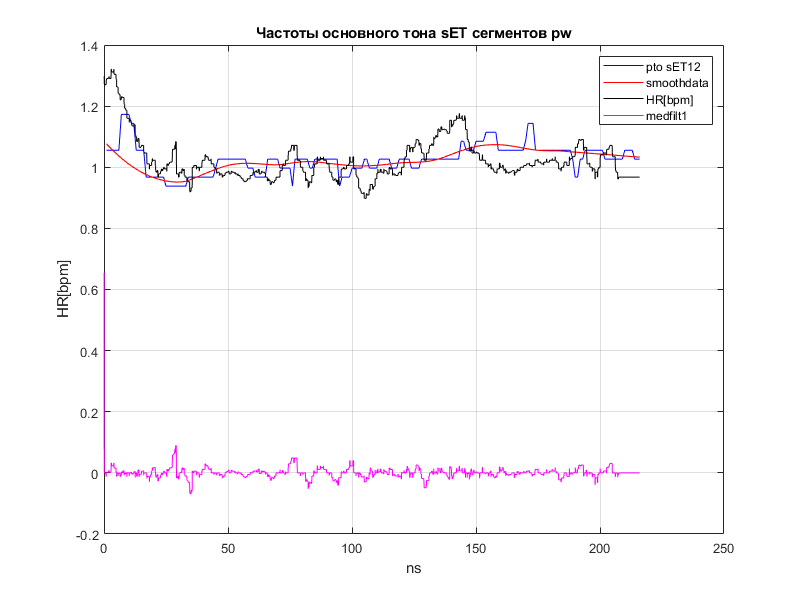 Частоты основного тона sET сегментов pw
pto sET12
smoothdata
HR[bpm]
medfilt1
HR[bpm]
1.4
1.2
1
0.8
0.6
0.4
0.2
0
-0.2
0
50
100
150
200
250
ns